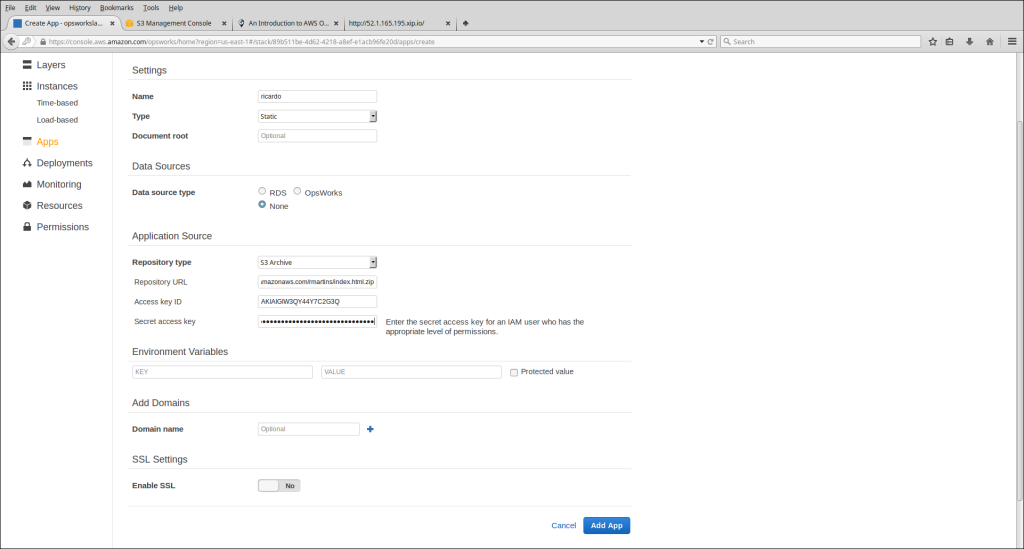 File Edit View History Bookmarks Tools Help
Create App - opsworksla... S3 Management Console An Introduction to AWS O... http://52.1.165.195.xip.io/
https://console.aws.amazon.com/opsworks/home?region=us-east-1#/stack/89b511be-4d62-4218-a8ef-e1acb96fe20d/apps/create Search
Layers
Instances
Time-based
Load-based
Apps
Deployments
Monitoring
Resources
Permissions
Settings
Name ricardo
Type Static
Document root Optional
Data Sources
Data source type RDS OpsWorks
None
Application Source
Repository type S3 Archive
Repository URL mazonaws.com/rmartins/index.html.zip
Access key ID AKIAIGIW3QY44Y7C2G3Q
Secret access key Enter the secret access key for an IAM user who has the
appropriate level of permissions.
Environment Variables
KEY VALUE Protected value
Add Domains
Domain name Optional
SSL Settings
Enable SSL No
Cancel Add App